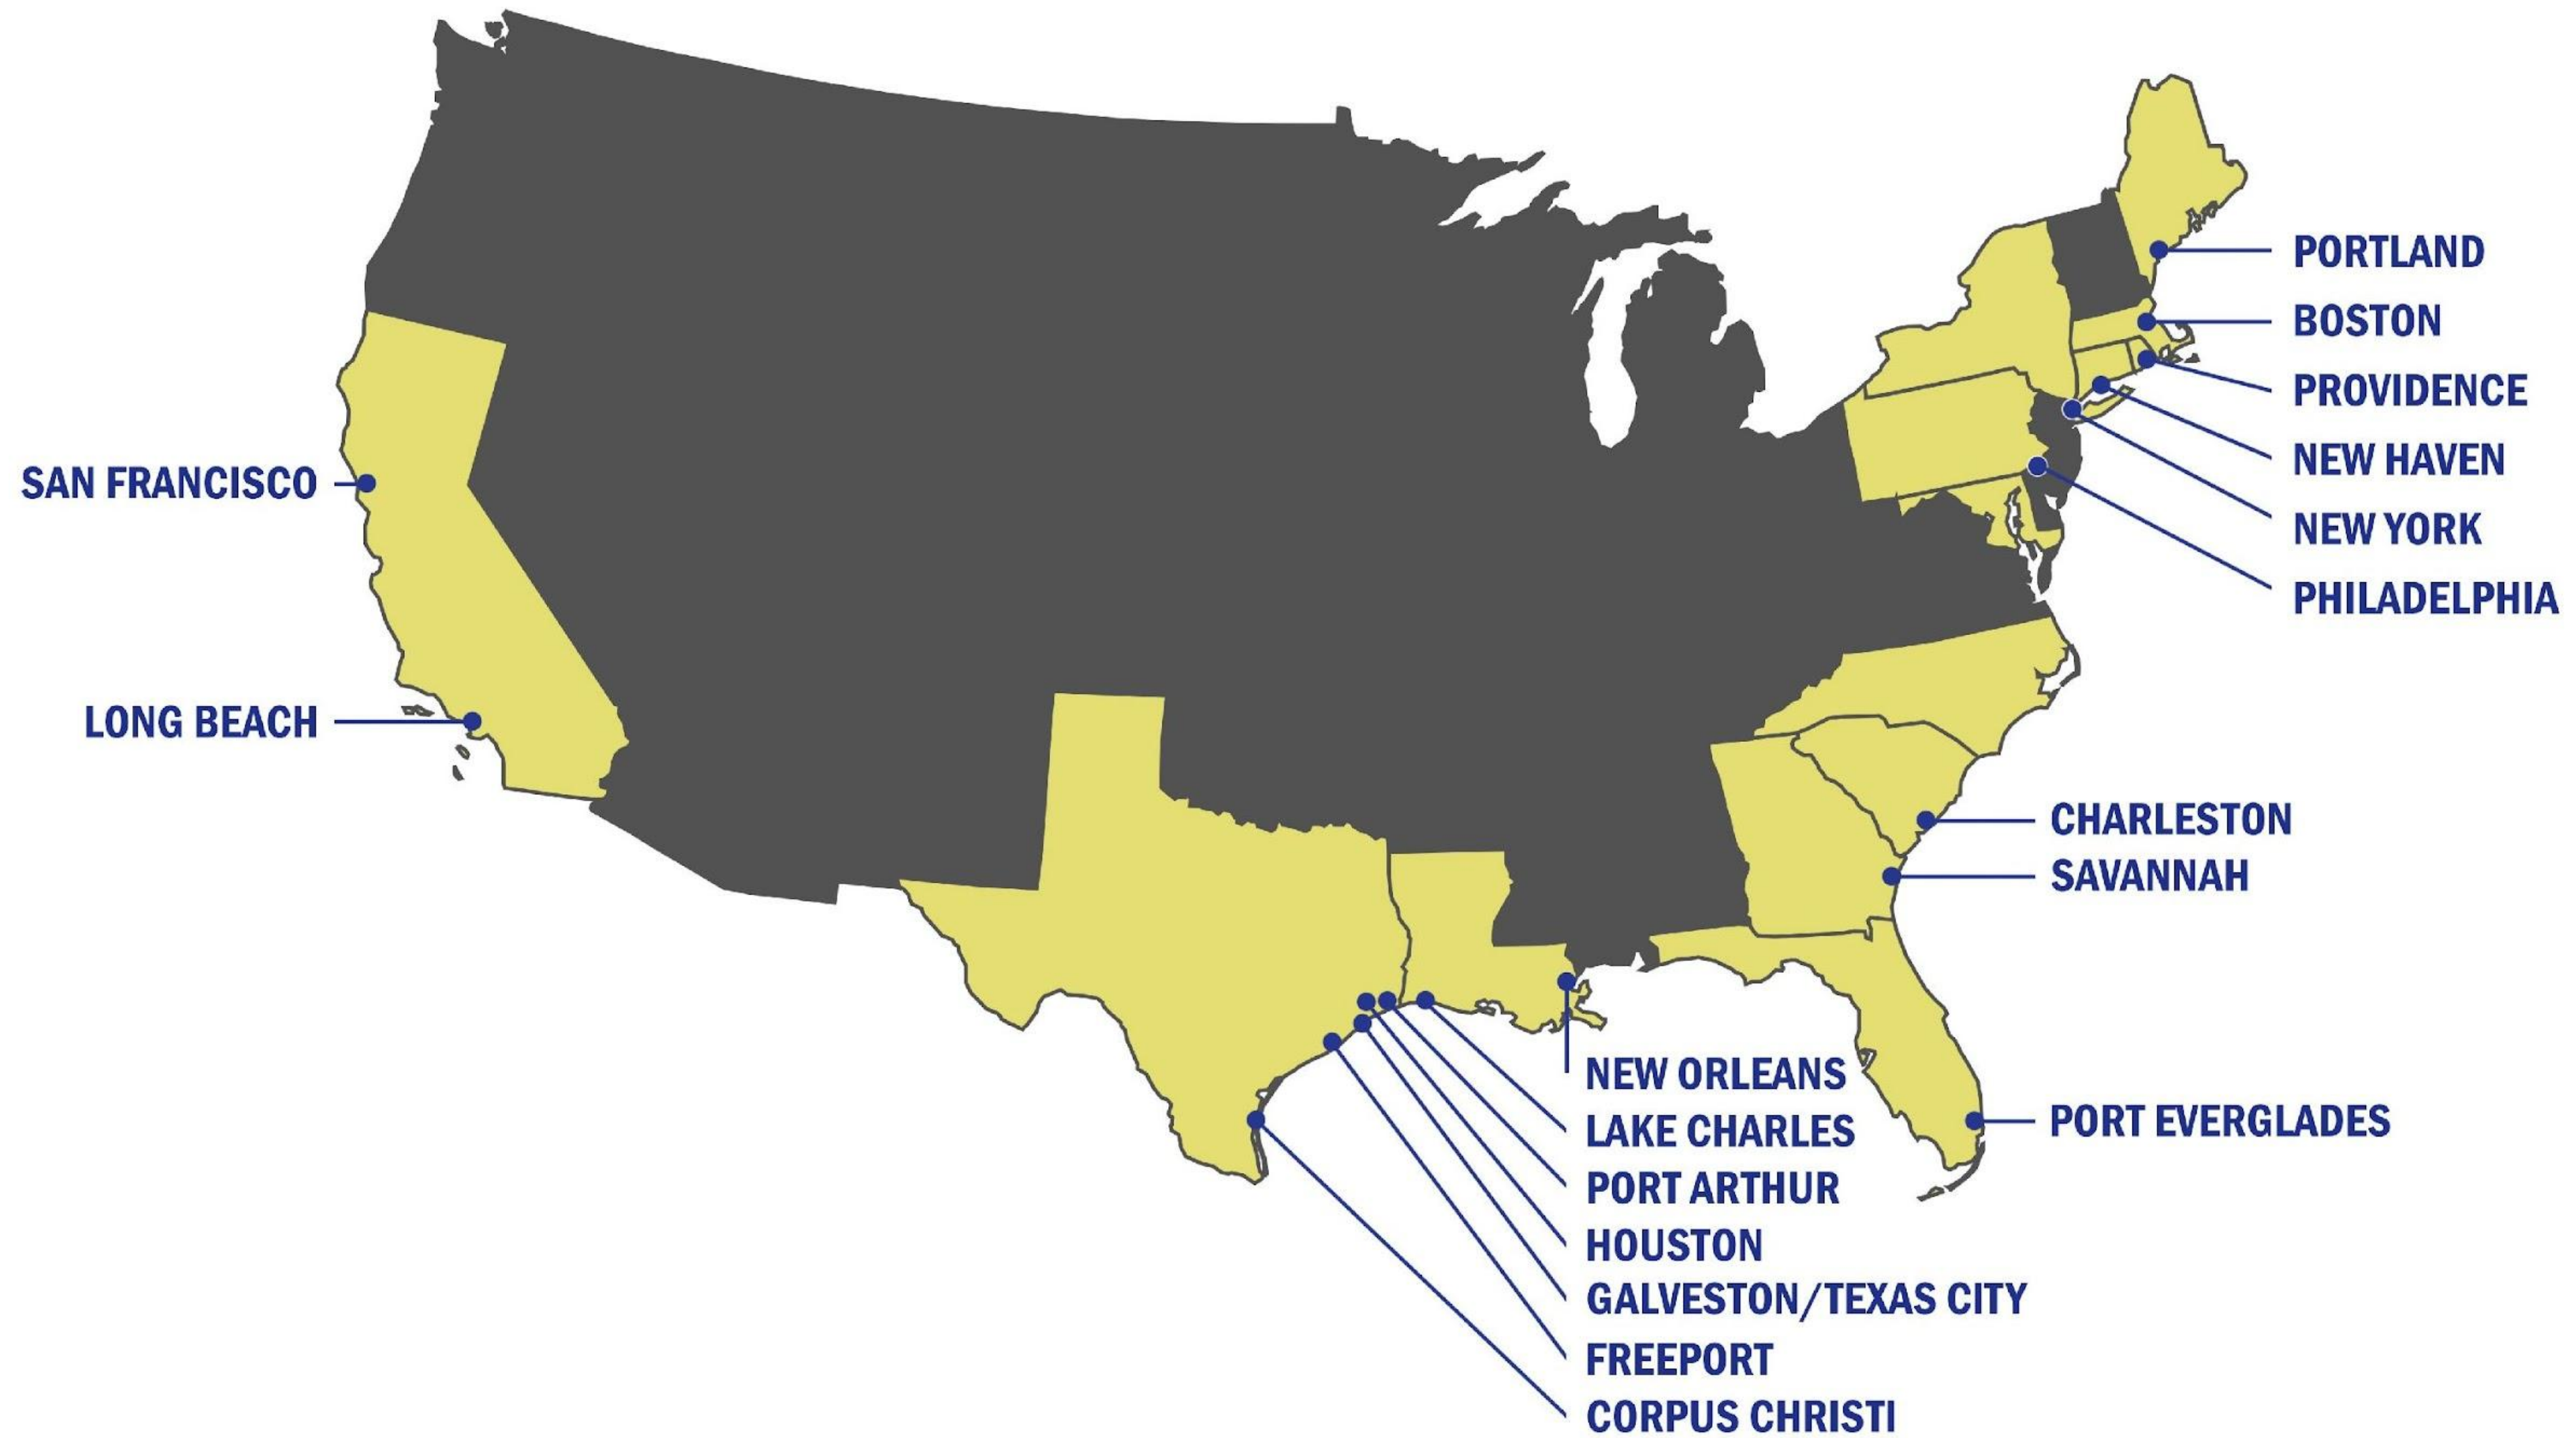 PORTLAND
BOSTON
PROVIDENCE
NEW HAVEN
NEW YORK
PHILADELPHIA
SAN FRANCISCO
LONG BEACH
CHARLESTON
SAVANNAH
NEW ORLEANS
LAKE CHARLES
PORT ARTHUR
HOUSTON
GALVESTON/TEXAS CITY
FREEPORT
CORPUS CHRISTI
PORT EVERGLADES